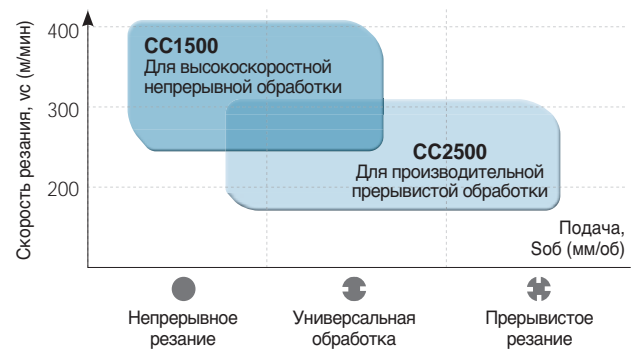 Скорость резания, vc (м/мин)
400
300
200
CC1500
Для высокоскоростной
непрерывной обработки
CC2500
Для производительной
прерывистой обработки
Подача,
Sоб (мм/об)
Непрерывное
резание
Универсальная
обработка
Прерывистое
резание